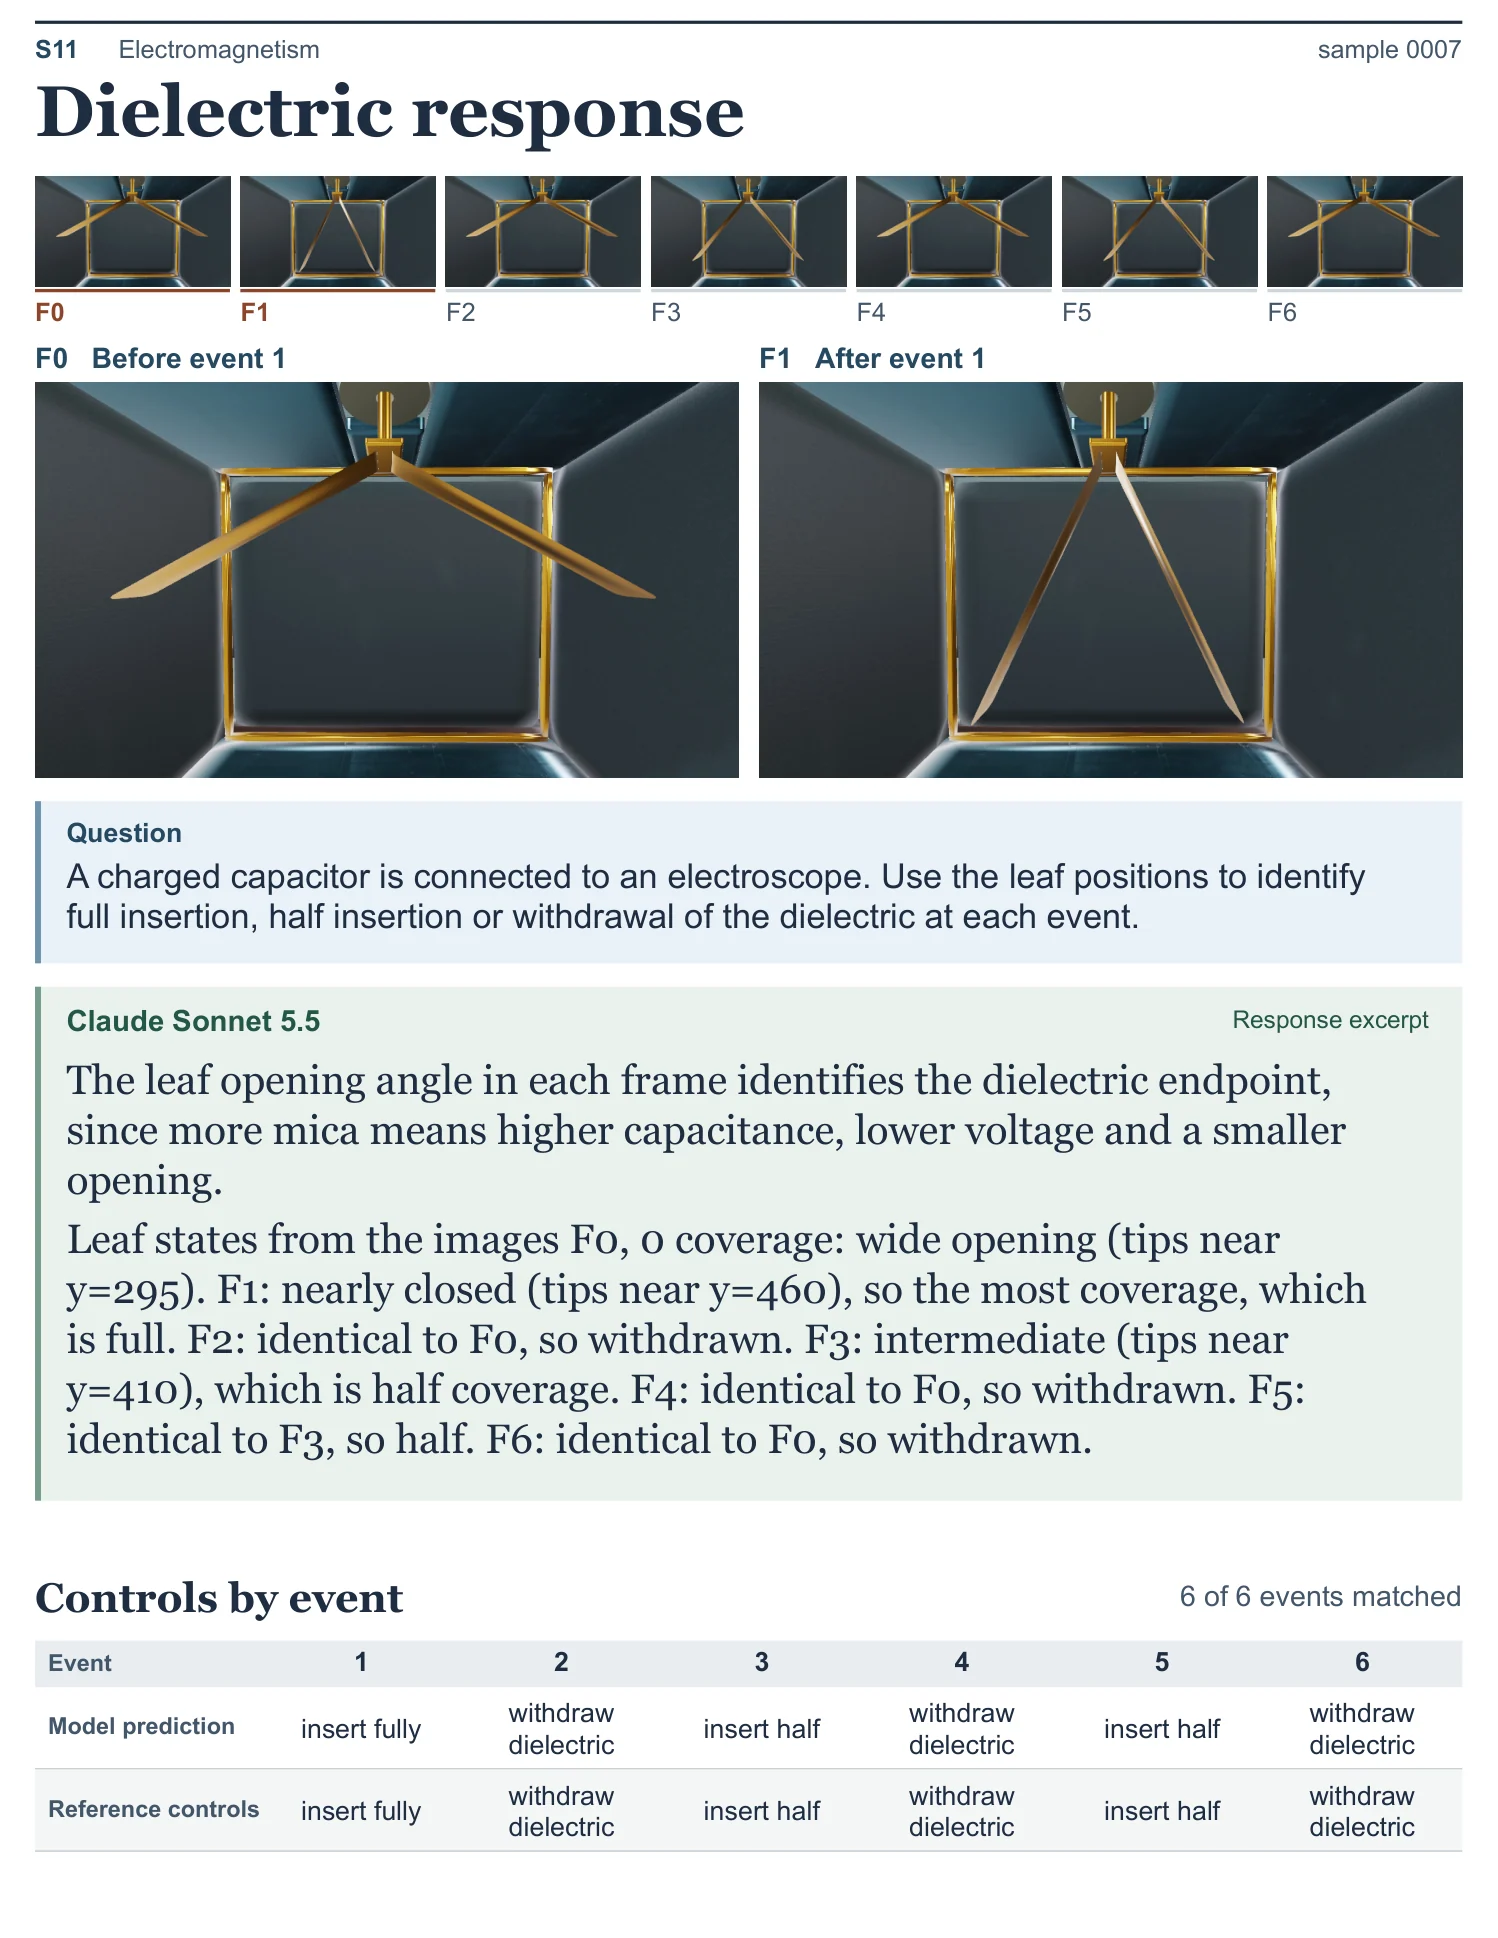 S11 Electromagnetism sample 0007
Dielectric response
F0 F1 F2 F3 F4 F5 F6
F0 Before event 1
F1 After event 1
Question
A charged capacitor is connected to an electroscope. Use the leaf positions to identify
full insertion, half insertion or withdrawal of the dielectric at each event.
Claude Sonnet 5.5 Response excerpt
The leaf opening angle in each frame identifies the dielectric endpoint,
since more mica means higher capacitance, lower voltage and a smaller
opening.
Leaf states from the images F0, 0 coverage: wide opening (tips near
y=295). F1: nearly closed (tips near y=460), so the most coverage, which
is full. F2: identical to F0, so withdrawn. F3: intermediate (tips near
y=410), which is half coverage. F4: identical to F0, so withdrawn. F5:
identical to F3, so half. F6: identical to F0, so withdrawn.
Controls by event 6 of 6 events matched
Event 1 2 3 4 5 6
Model prediction insert fully withdraw dielectric insert half withdraw dielectric insert half withdraw dielectric
Reference controls insert fully withdraw dielectric insert half withdraw dielectric insert half withdraw dielectric